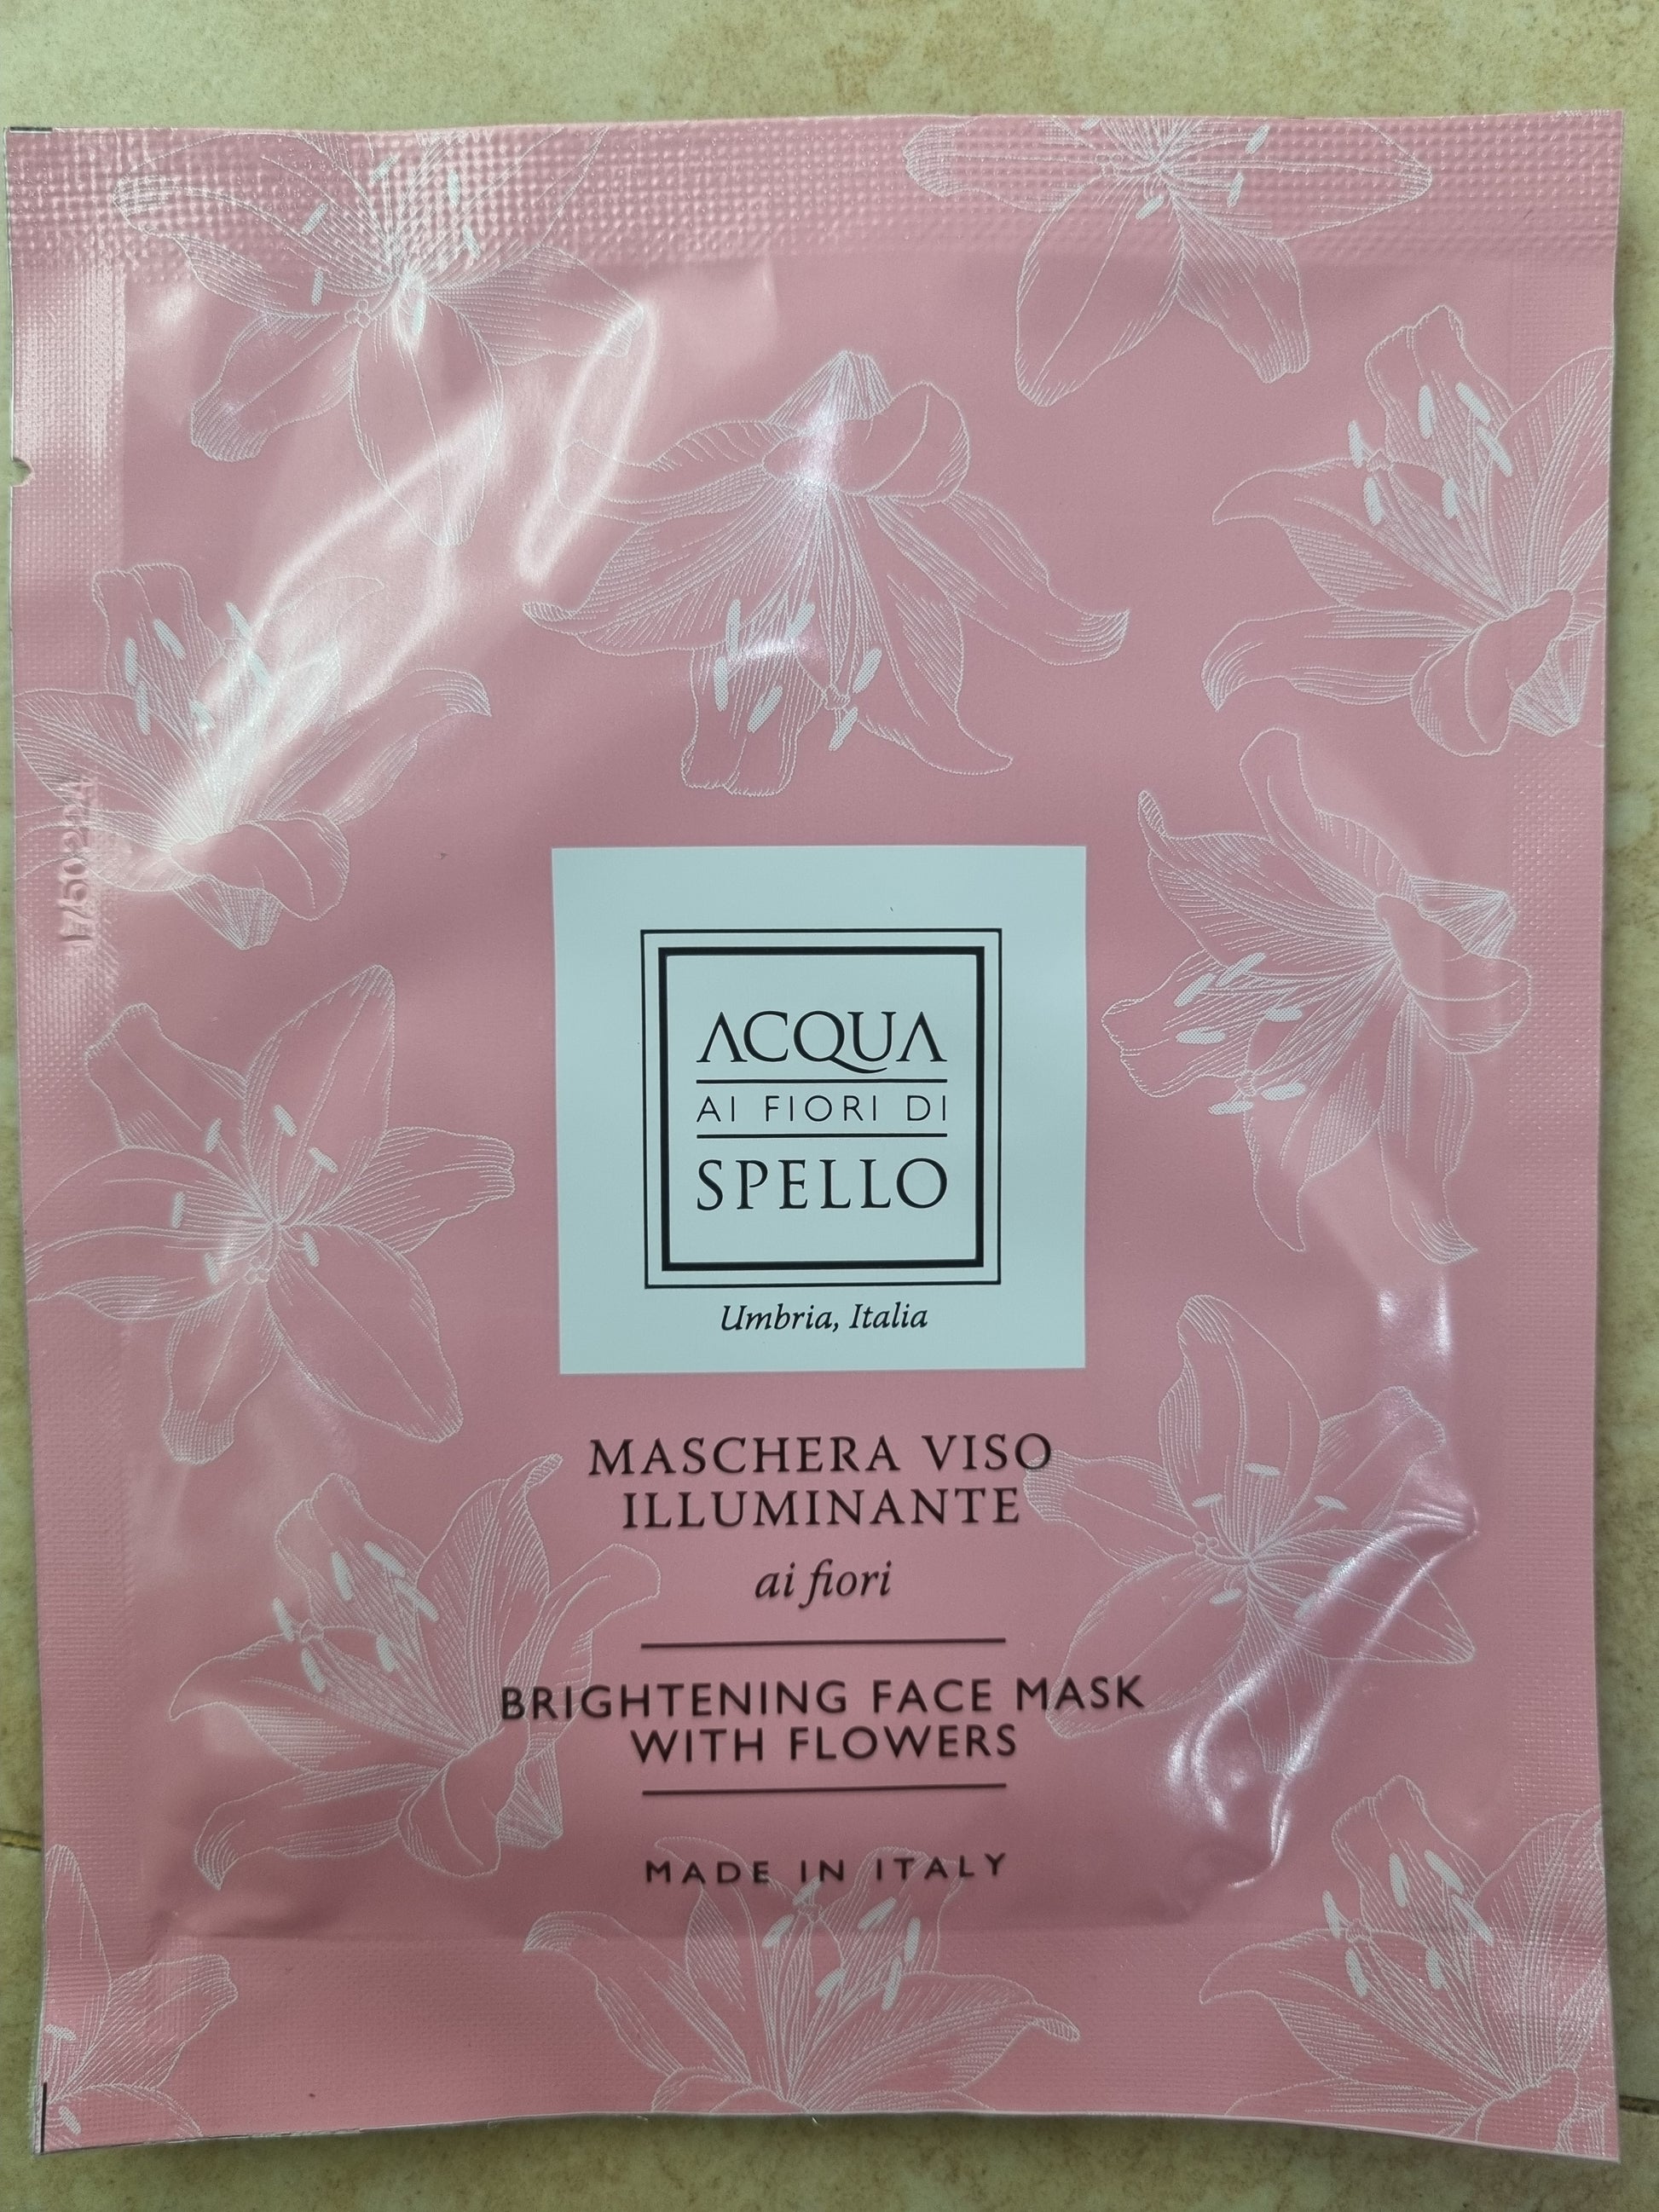 ACQUA
AI FIORI DI
SPELLO
Umbria, Italia
MASCHERA VISO
ILLUMINANTE
ai fiori
BRIGHTENING FACE MASK
WITH FLOWERS
MADE IN ITALY